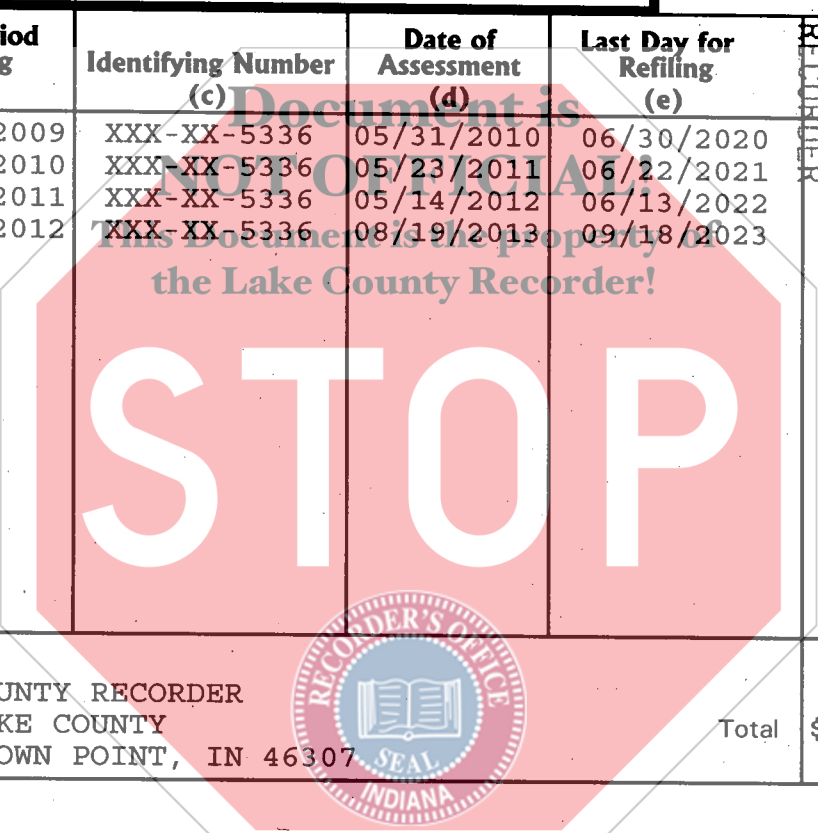 iod Identifying Number Date of Last Day for
g (c) Assessment Refiling
(d) (e)
2009 XXX-XX-5336 05/31/2010 06/30/2020
2010 XXX-XX-5336 05/23/2011 06/22/2021
2011 XXX-XX-5336 05/14/2012 06/13/2022
2012 XXX-XX-5336 08/19/2013 09/18/2023
Document is
NOT OFFICIAL!
This Document is the property of
the Lake County Recorder!
STOP
UNTY RECORDER
KE COUNTY
OWN POINT, IN 46307
Total $
RECORDER'S OFFICE
SEAL
INDIANA
RECORDER